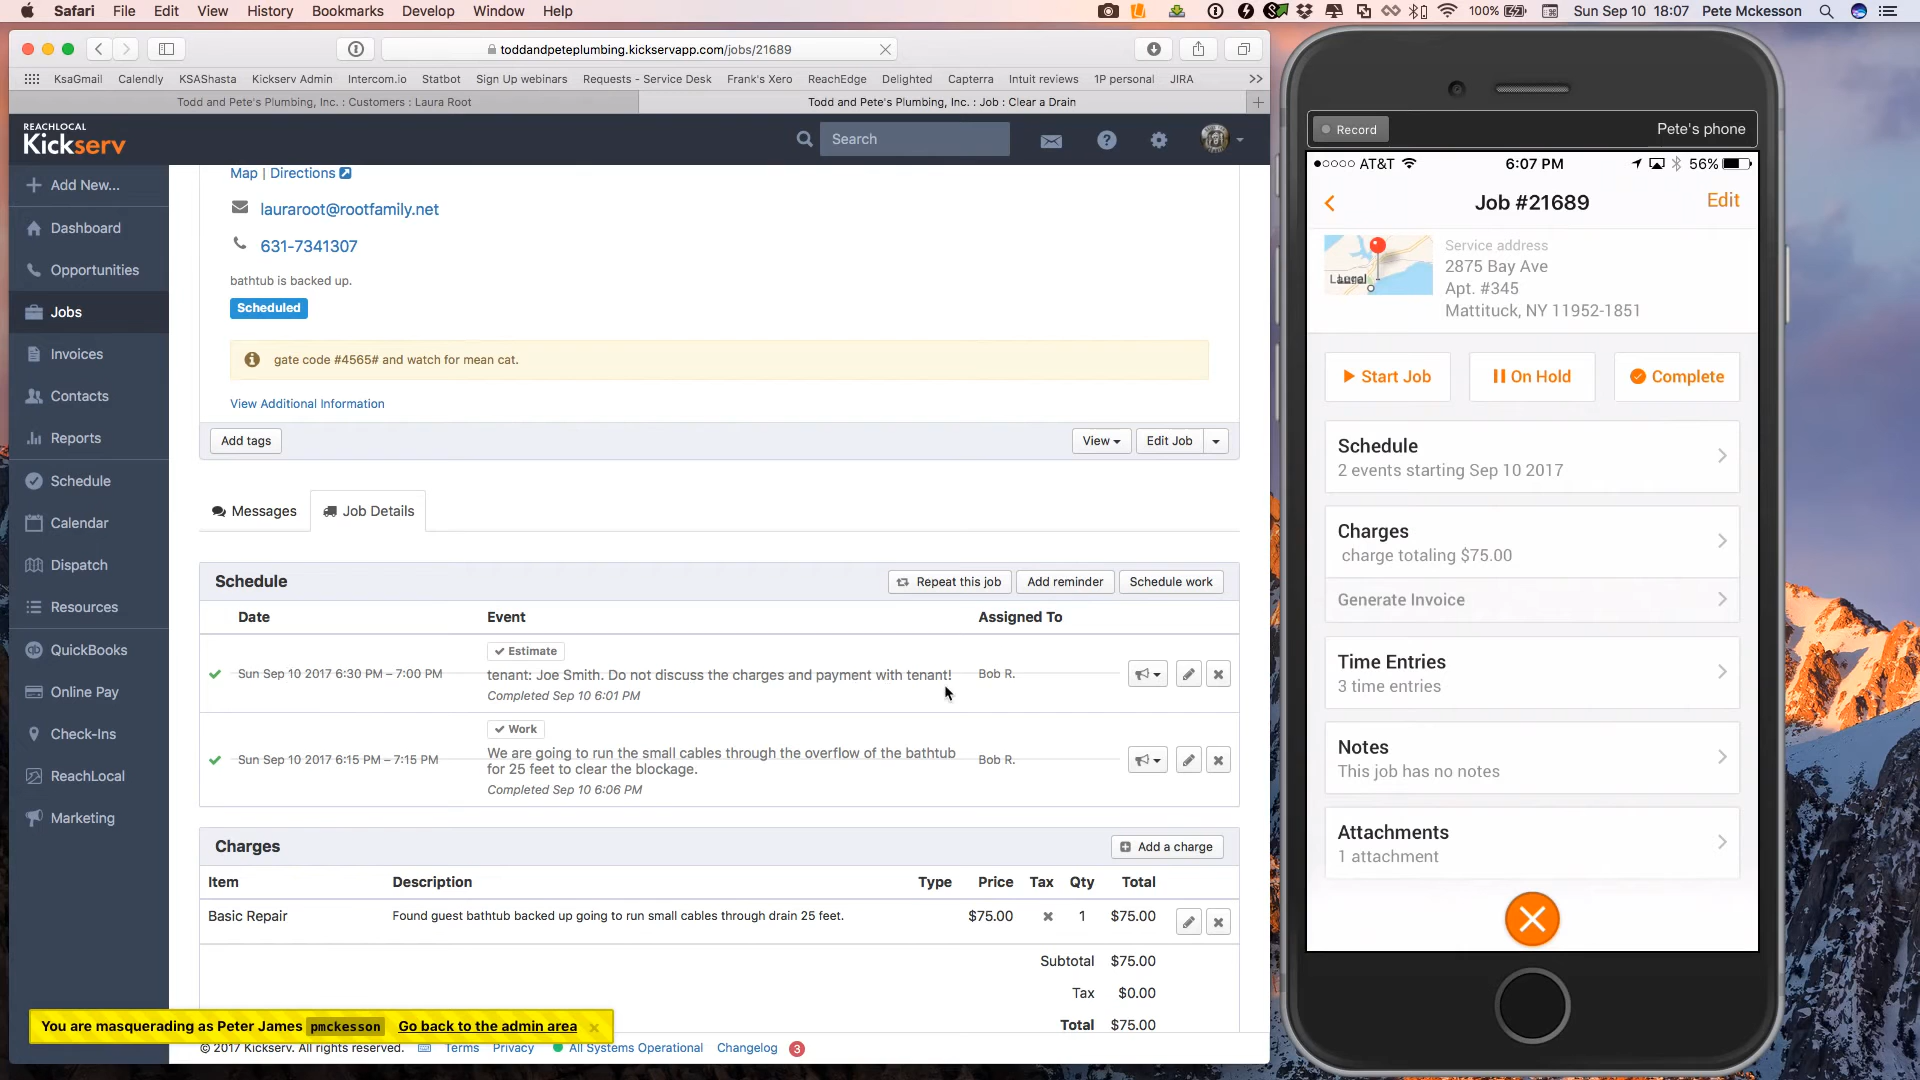 Safari File Edit View History Bookmarks Develop Window Help
100% Sun Sep 10 18:07 Pete Mckesson
toddandpeteplumbing.kickservapp.com/jobs/21689
KsaGmail Calendly KSAShasta Kickserv Admin Intercom.io Statbot Sign Up webinars Requests - Service Desk Frank's Xero ReachEdge Delighted Capterra Intuit reviews 1P personal JIRA >>
Todd and Pete's Plumbing, Inc. : Customers : Laura Root
Todd and Pete's Plumbing, Inc. : Job : Clear a Drain
REACHLOCAL
Kickserv
Search
Add New...
Dashboard
Opportunities
Jobs
Invoices
Contacts
Reports
Schedule
Calendar
Dispatch
Resources
QuickBooks
Online Pay
Check-Ins
ReachLocal
Marketing
Map | Directions
lauraroot@rootfamily.net
631-7341307
bathtub is backed up.
Scheduled
gate code #4565# and watch for mean cat.
View Additional Information
Add tags
View
Edit Job
Messages
Job Details
Schedule
Repeat this job
Add reminder
Schedule work
Date Event Assigned To
Estimate
Sun Sep 10 2017 6:30 PM – 7:00 PM tenant: Joe Smith. Do not discuss the charges and payment with tenant! Bob R.
Completed Sep 10 6:01 PM
Work
Sun Sep 10 2017 6:15 PM – 7:15 PM We are going to run the small cables through the overflow of the bathtub Bob R.
for 25 feet to clear the blockage.
Completed Sep 10 6:06 PM
Charges
Add a charge
Item Description Type Price Tax Qty Total
Basic Repair Found guest bathtub backed up going to run small cables through drain 25 feet. $75.00 1 $75.00
Subtotal $75.00
Tax $0.00
Total $75.00
You are masquerading as Peter James pmckesson Go back to the admin area
© 2017 Kickserv. All rights reserved. Terms Privacy All Systems Operational Changelog 3
Record
Pete's phone
AT&T 6:07 PM 56%
Job #21689
Edit
Laurel
Service address
2875 Bay Ave
Apt. #345
Mattituck, NY 11952-1851
Start Job
On Hold
Complete
Schedule
2 events starting Sep 10 2017
Charges
charge totaling $75.00
Generate Invoice
Time Entries
3 time entries
Notes
This job has no notes
Attachments
1 attachment